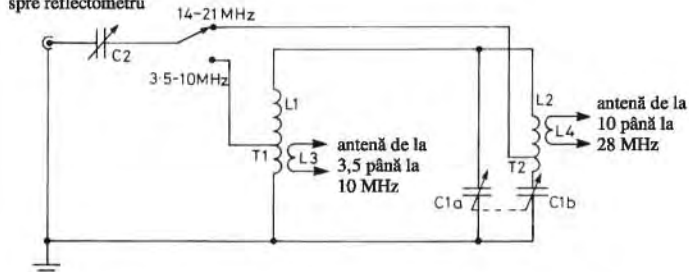 spre reflectometru
14-21 MHz
C2
3·5-10MHz
L1
T1
L3
antenă de la
3,5 până la
10 MHz
L2
L4
antenă de la
10 până la
28 MHz
T2
C1a
C1b